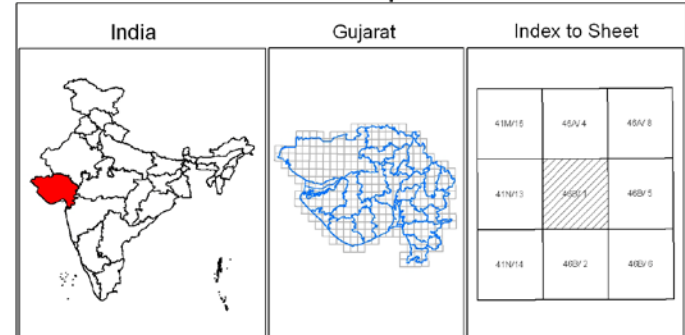 India
Gujarat
Index to Sheet
41M/16 46A/ 4 46A/ 8
41N/13 46B/ 1 46B/ 5
41N/14 46B/ 2 46B/ 6